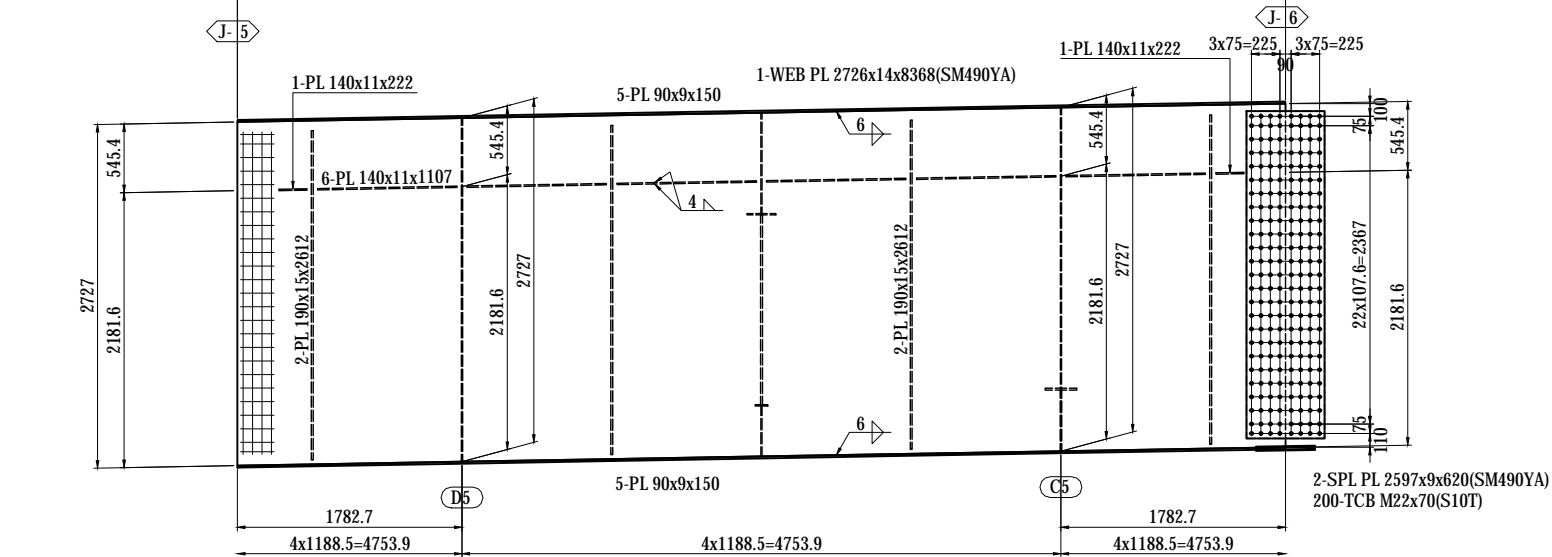 J- 5
J- 6
1-PL 140x11x222
3x75=225
3x75=225
90
1-WEB PL 2726x14x8368(SM490YA)
1-PL 140x11x222
5-PL 90x9x150
100
75
545.4
545.4
6
545.4
545.4
6-PL 140x11x1107
4
2-PL 190x15x2612
2-PL 190x15x2612
2727
2181.6
2181.6
2727
2181.6
2727
22x107.6=2367
2181.6
6
75
110
5-PL 90x9x150
D5
C5
2-SPL PL 2597x9x620(SM490YA)
200-TCB M22x70(S10T)
1782.7
1782.7
4x1188.5=4753.9
4x1188.5=4753.9
4x1188.5=4753.9